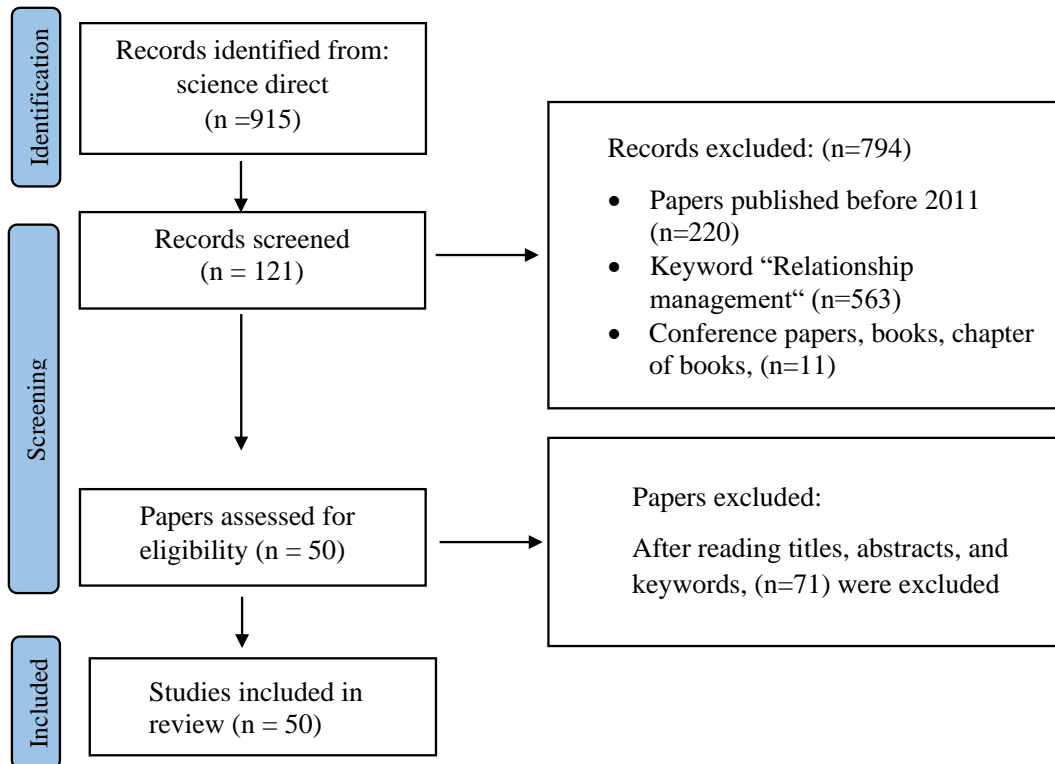 Identification
Records identified from:
science direct
(n =915)
Records excluded: (n=794)
• Papers published before 2011
(n=220)
• Keyword “Relationship
management“ (n=563)
• Conference papers, books, chapter
of books, (n=11)
Screening
Records screened
(n = 121)
Papers assessed for
eligibility (n = 50)
Papers excluded:
After reading titles, abstracts, and
keywords, (n=71) were excluded
Included
Studies included in
review (n = 50)